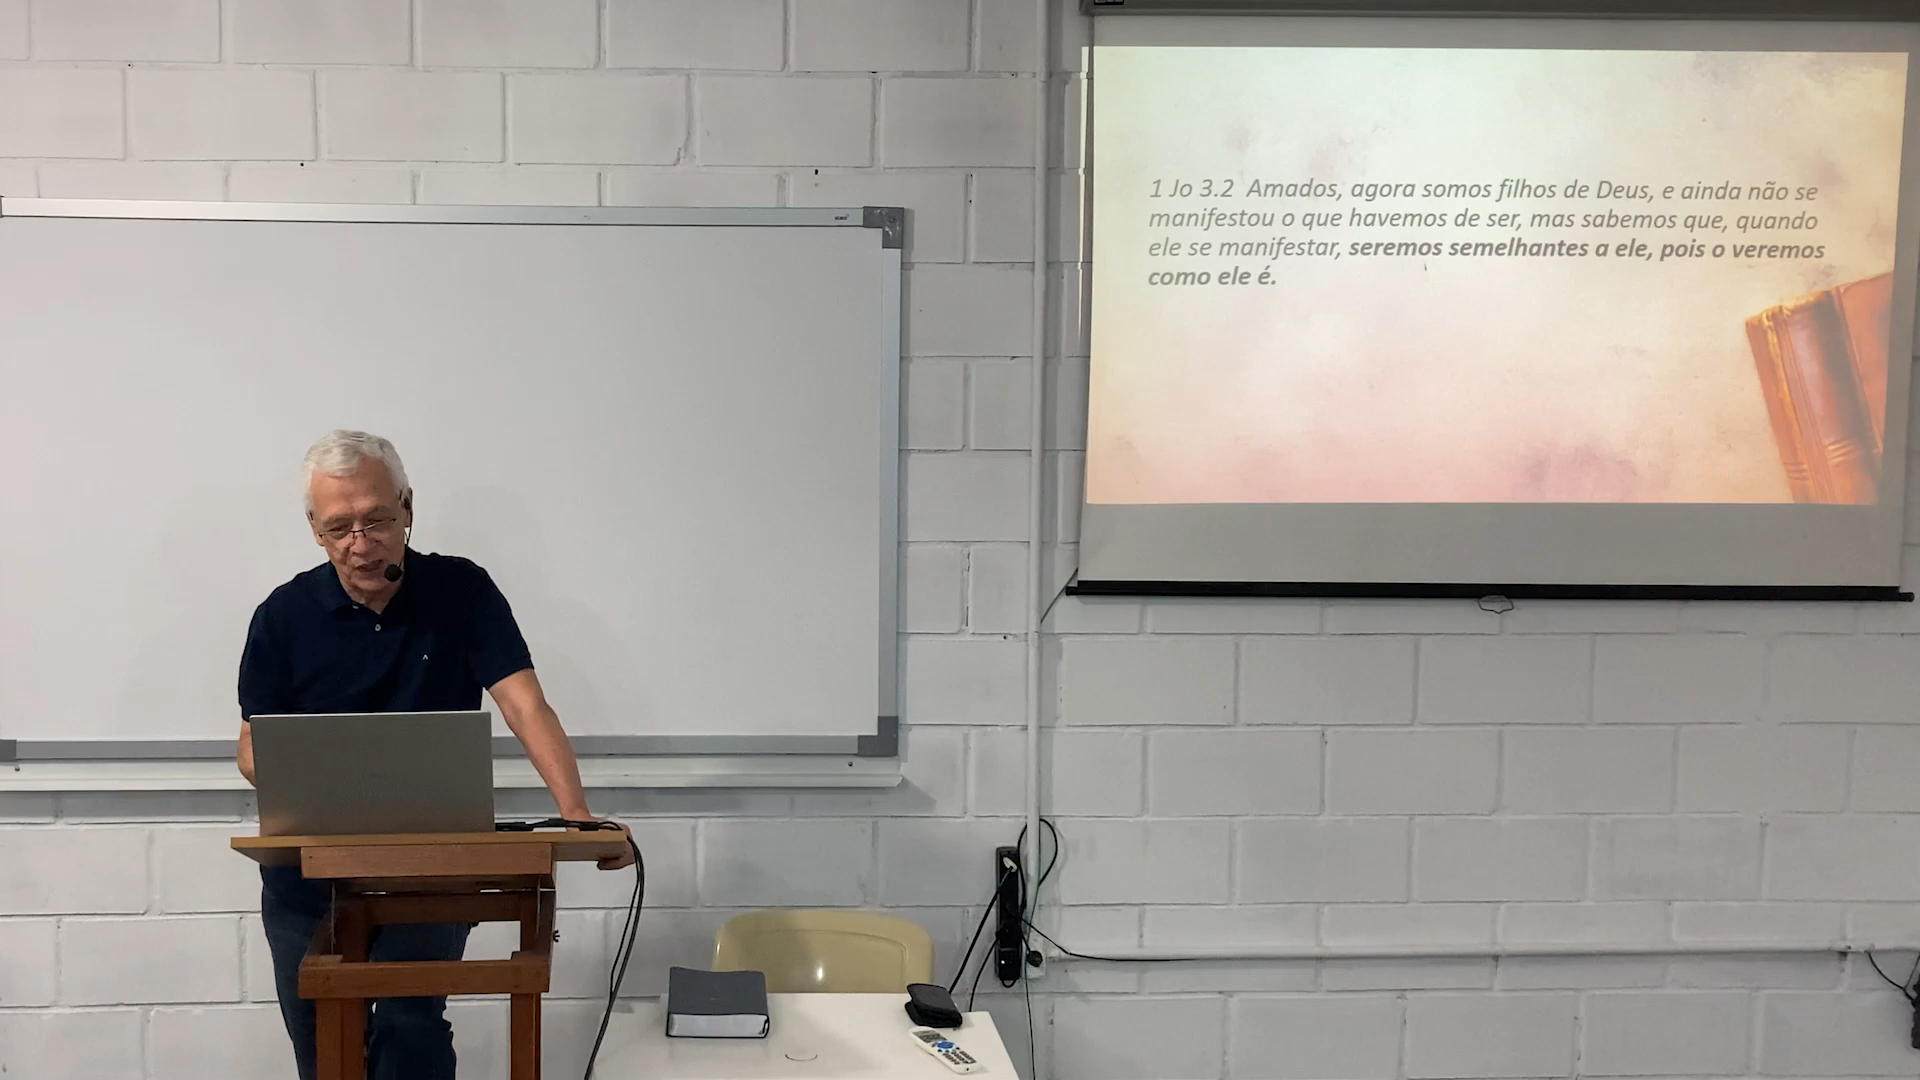 1 Jo 3.2 Amados, agora somos filhos de Deus, e ainda não se
manifestou o que havemos de ser, mas sabemos que, quando
ele se manifestar, seremos semelhantes a ele, pois o veremos
como ele é.